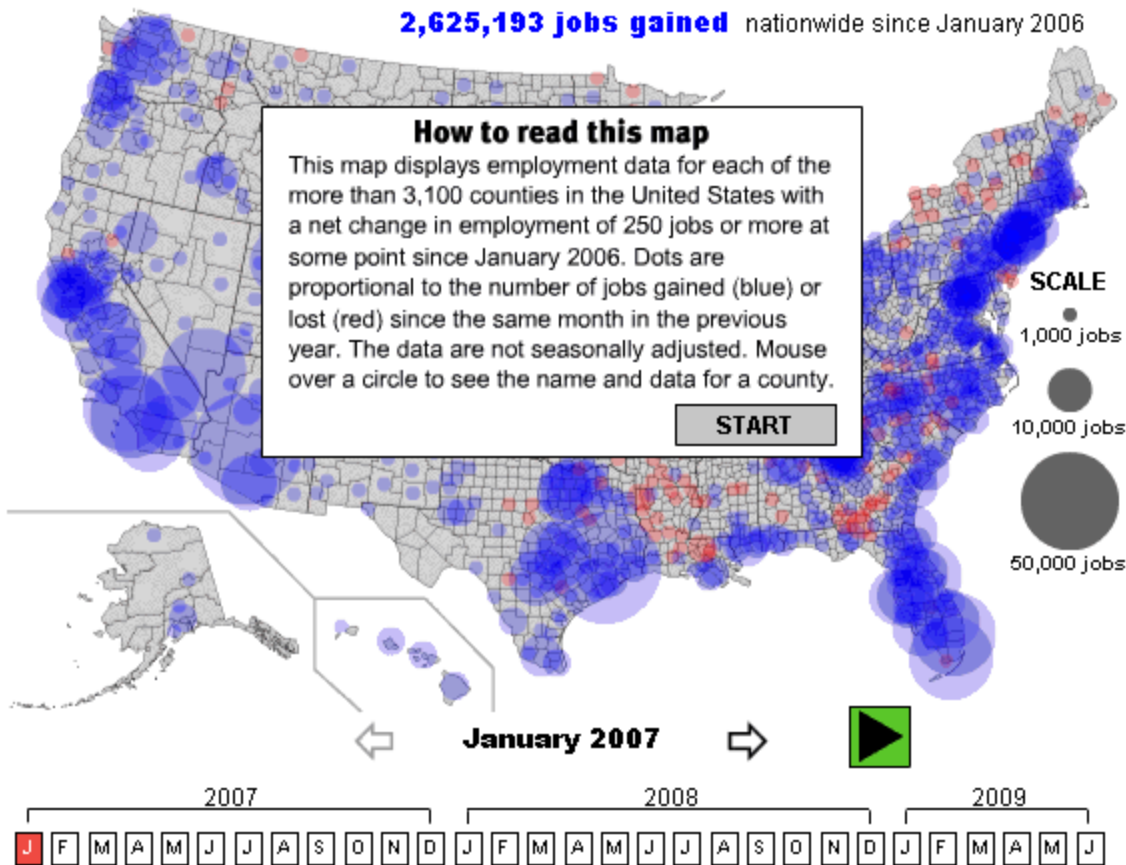 2,625,193 jobs gained nationwide since January 2006
How to read this map
This map displays employment data for each of the
more than 3,100 counties in the United States with
a net change in employment of 250 jobs or more at
some point since January 2006. Dots are
proportional to the number of jobs gained (blue) or
lost (red) since the same month in the previous
year. The data are not seasonally adjusted. Mouse
over a circle to see the name and data for a county.
START
SCALE
1,000 jobs
10,000 jobs
50,000 jobs
January 2007
2007 2008 2009
J F M A M J J A S O N D J F M A M J J A S O N D J F M A M J